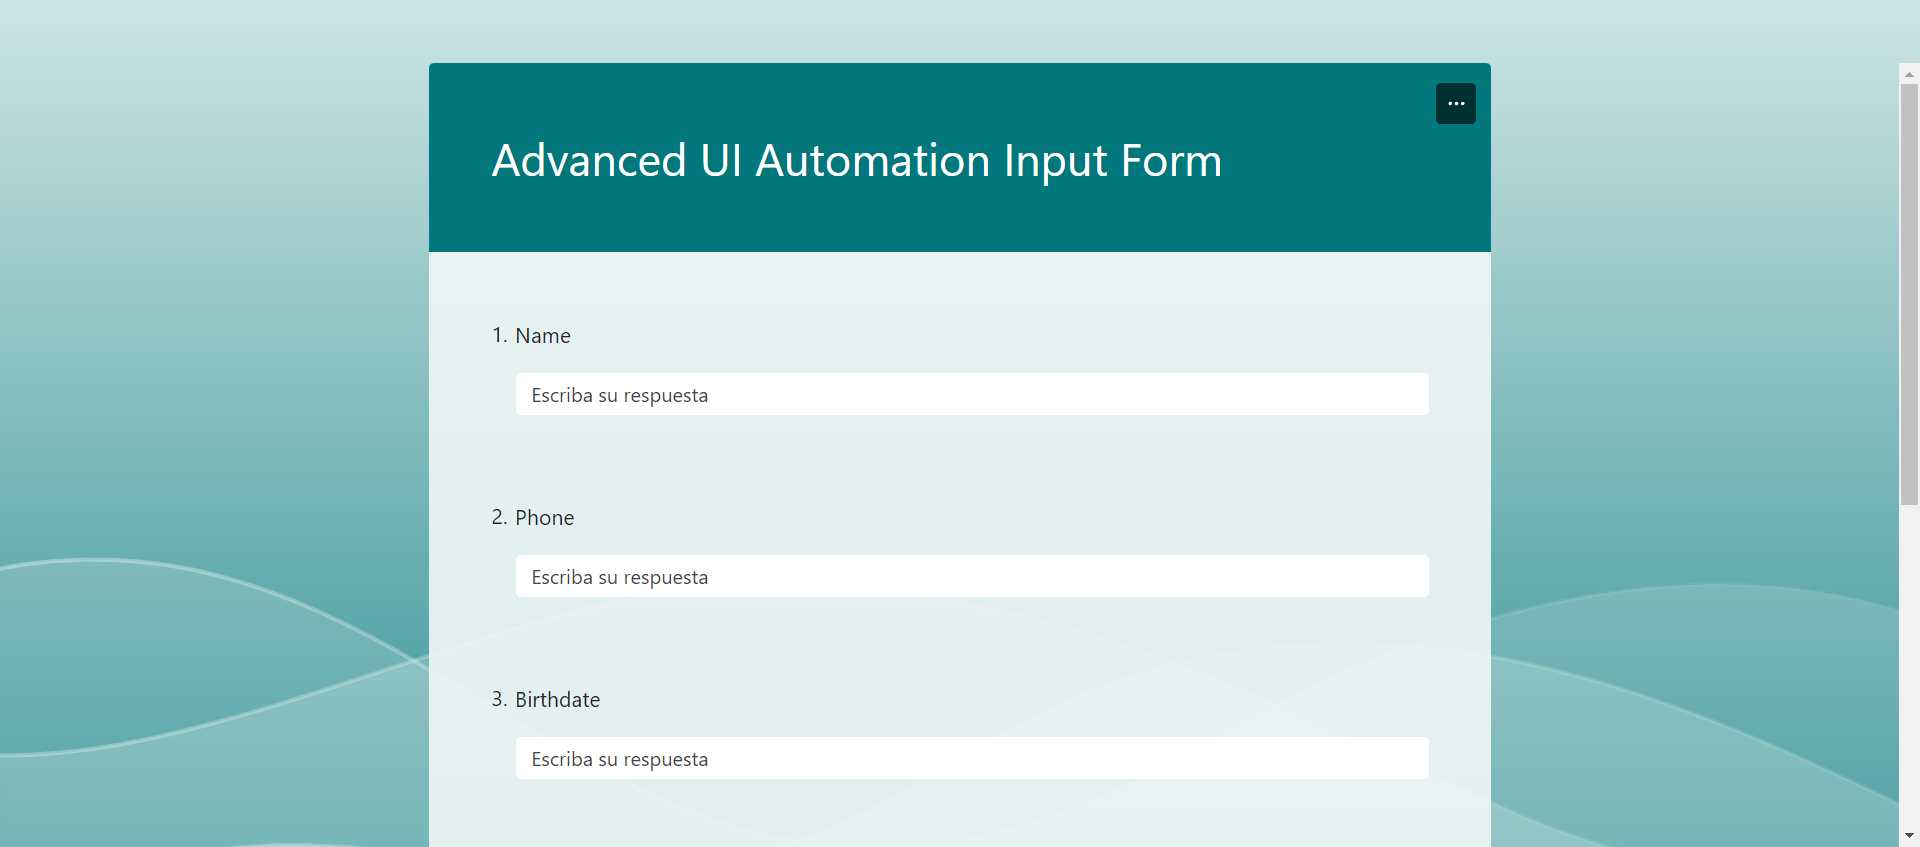 Advanced UI Automation Input Form
1. Name
Escriba su respuesta
2. Phone
Escriba su respuesta
3. Birthdate
Escriba su respuesta